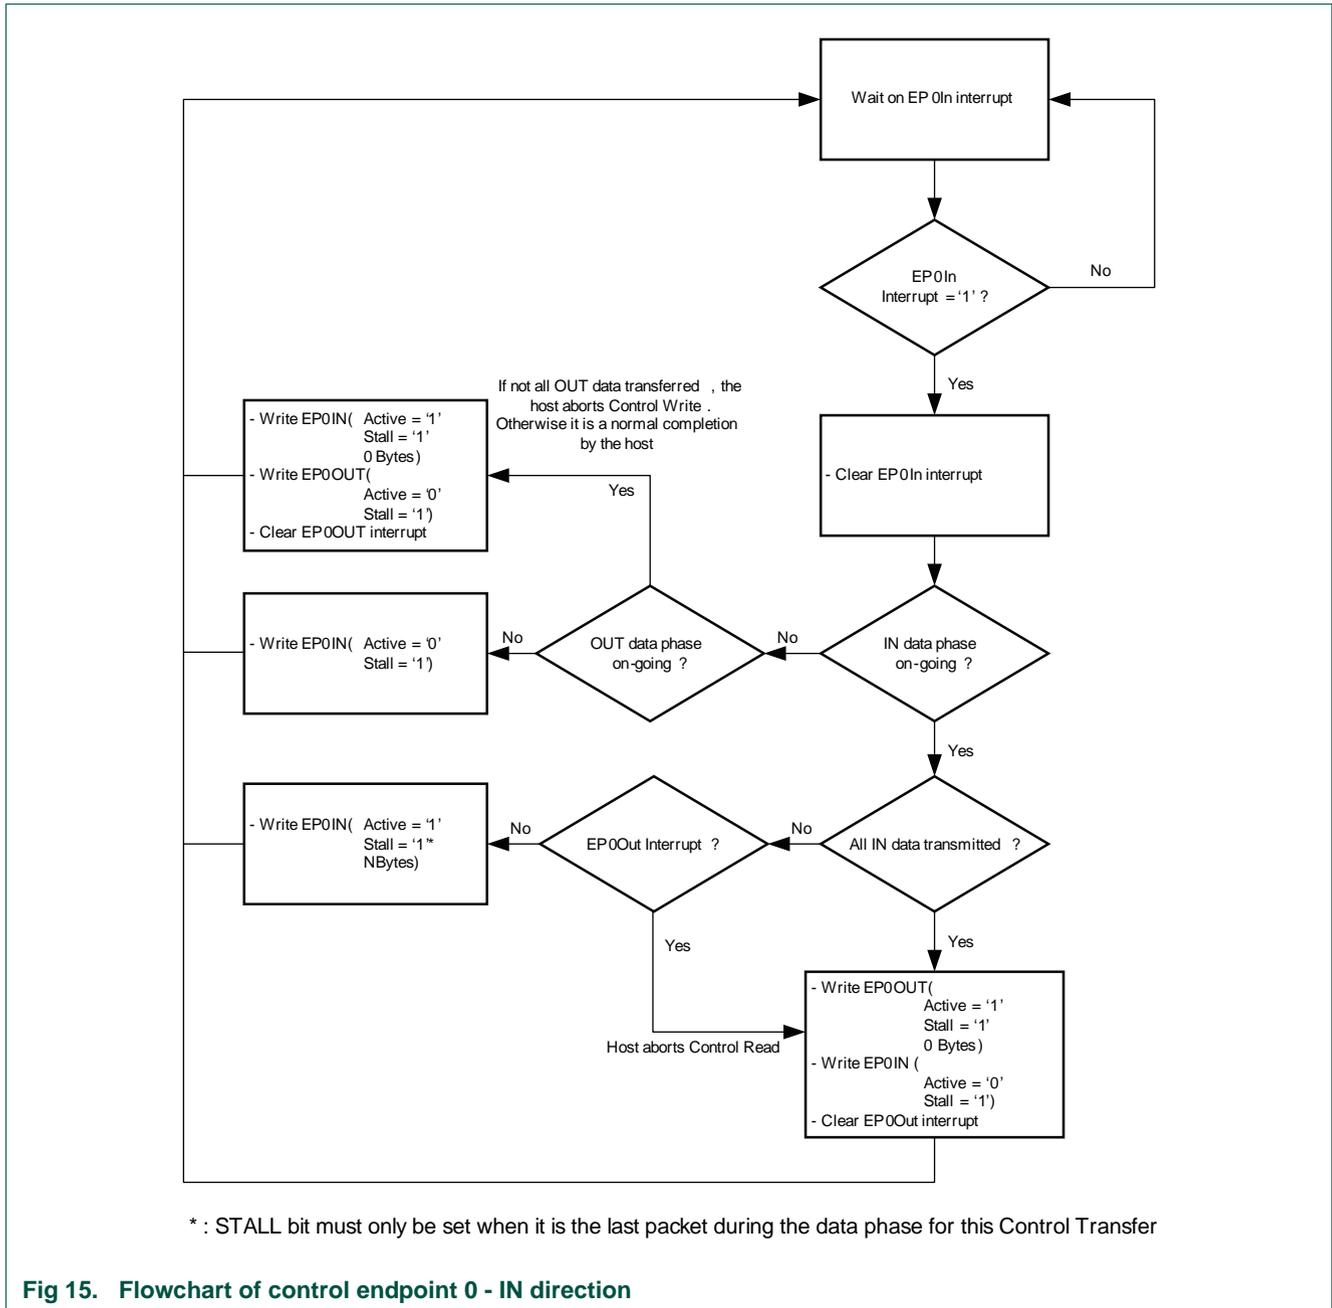 Wait on EP0In interrupt
EP0In
Interrupt = ‘1’ ?
No
Yes
If not all OUT data transferred , the
host aborts Control Write .
Otherwise it is a normal completion
by the host
- Write EP0IN( Active = ‘1’
Stall = ‘1’
0 Bytes)
- Write EP0OUT(
Active = ‘0’
Stall = ‘1’)
- Clear EP0OUT interrupt
Yes
- Clear EP0In interrupt
- Write EP0IN( Active = ‘0’
Stall = ‘1’)
No
OUT data phase
on-going ?
No
IN data phase
on-going ?
Yes
- Write EP0IN( Active = ‘1’
Stall = ‘1’*
NBytes)
No
EP0Out Interrupt ?
No
All IN data transmitted ?
Yes
Yes
Host aborts Control Read
- Write EP0OUT(
Active = ‘1’
Stall = ‘1’
0 Bytes)
- Write EP0IN (
Active = ‘0’
Stall = ‘1’)
- Clear EP0Out interrupt
* : STALL bit must only be set when it is the last packet during the data phase for this Control Transfer
Fig 15. Flowchart of control endpoint 0 - IN direction